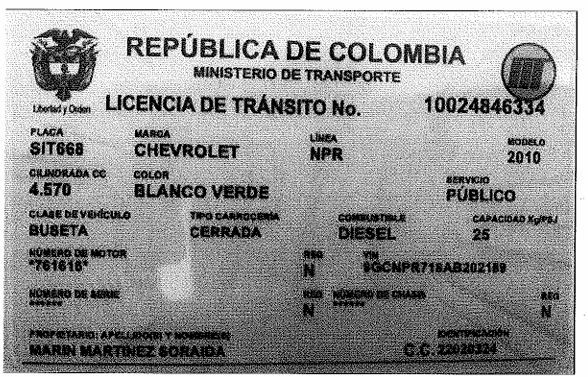 REPÚBLICA DE COLOMBIA
MINISTERIO DE TRANSPORTE
Libertad y Orden
LICENCIA DE TRÁNSITO No. 10024846334
PLACA MARCA LÍNEA MODELO
SIT668 CHEVROLET NPR 2010
CILINDRADA CC COLOR SERVICIO
4.570 BLANCO VERDE PÚBLICO
CLASE DE VEHÍCULO TIPO CARROCERÍA COMBUSTIBLE CAPACIDAD Kg/PSJ
BUSETA CERRADA DIESEL 25
NÚMERO DE MOTOR REG VIN
*761616* N 9GCNPR718AB202189
NÚMERO DE SERIE REG NÚMERO DE CHASIS REG
****** N ****** N
PROPIETARIO: APELLIDO(S) Y NOMBRE(S) IDENTIFICACIÓN
MARIN MARTINEZ SORAIDA C.C. 22028324